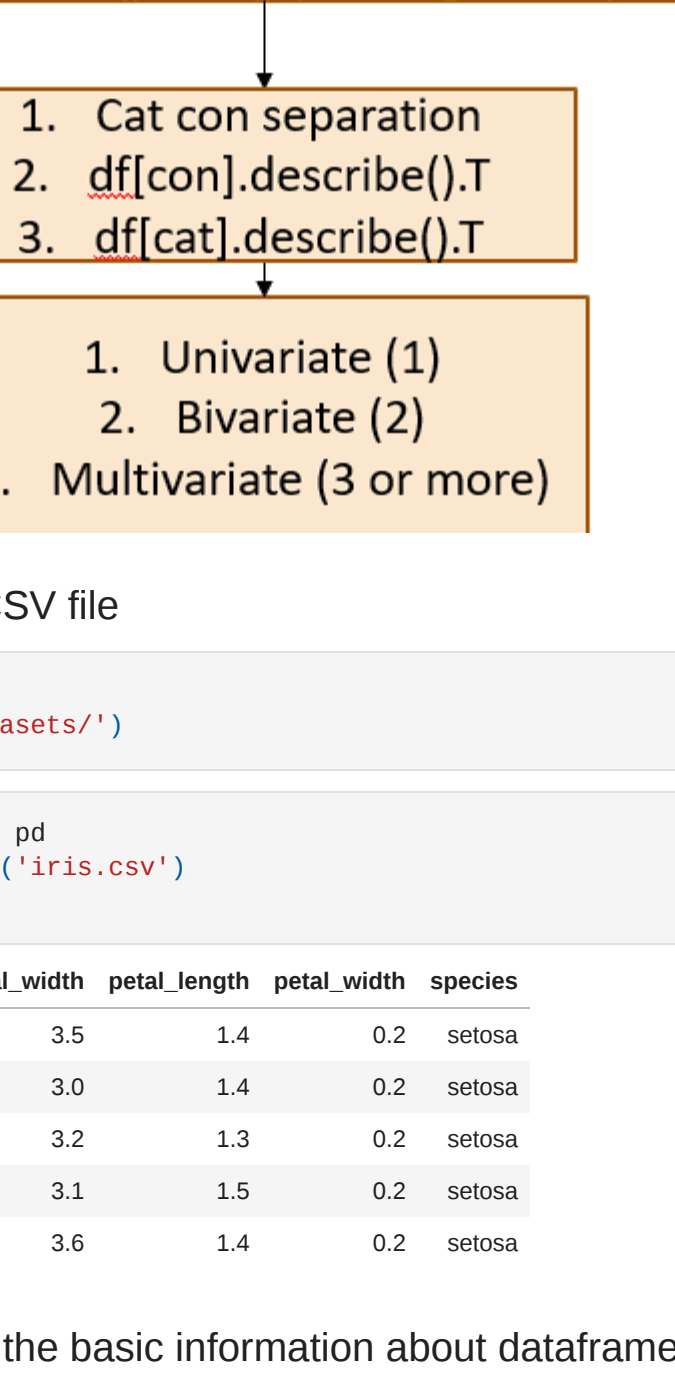 1. Cat con separation
2. df[con].describe().T
3. df[cat].describe().T
1. Univariate (1)
2. Bivariate (2)
. Multivariate (3 or more)
SV file
asets/')
pd
('iris.csv')
l_width petal_length petal_width species
3.5 1.4 0.2 setosa
3.0 1.4 0.2 setosa
3.2 1.3 0.2 setosa
3.1 1.5 0.2 setosa
3.6 1.4 0.2 setosa
the basic information about dataframe